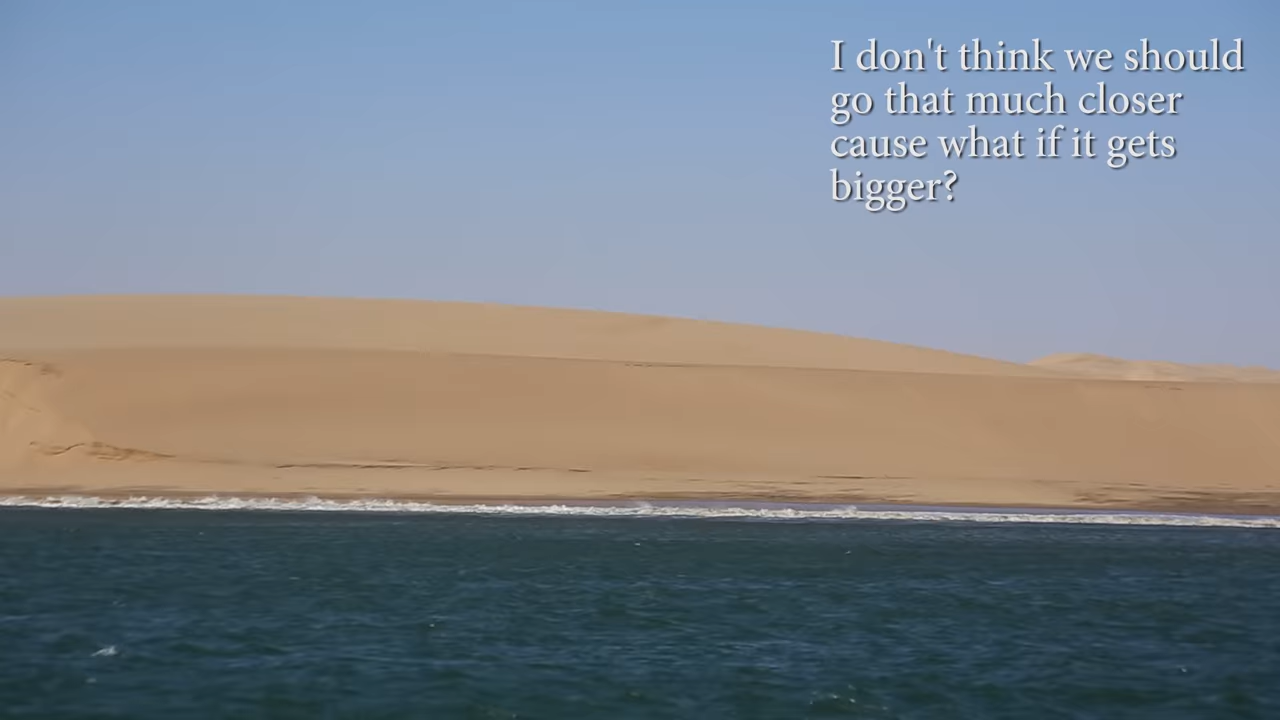 I don't think we should
go that much closer
cause what if it gets
bigger?